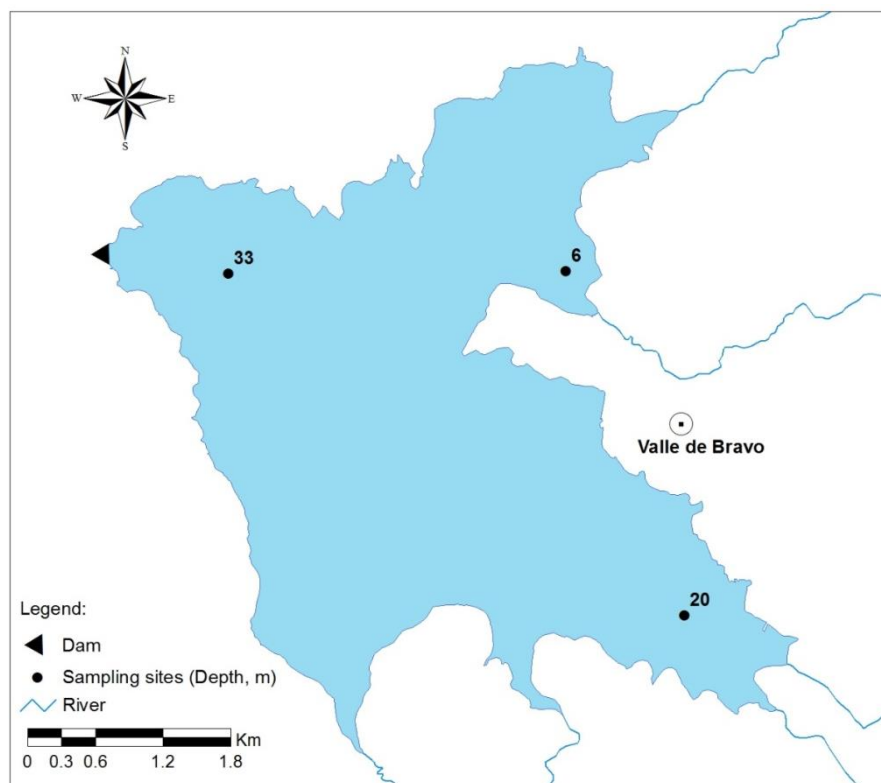 N
W E
S
33
6
Valle de Bravo
20
Legend:
Dam
Sampling sites (Depth, m)
River
Km
0 0.3 0.6 1.2 1.8